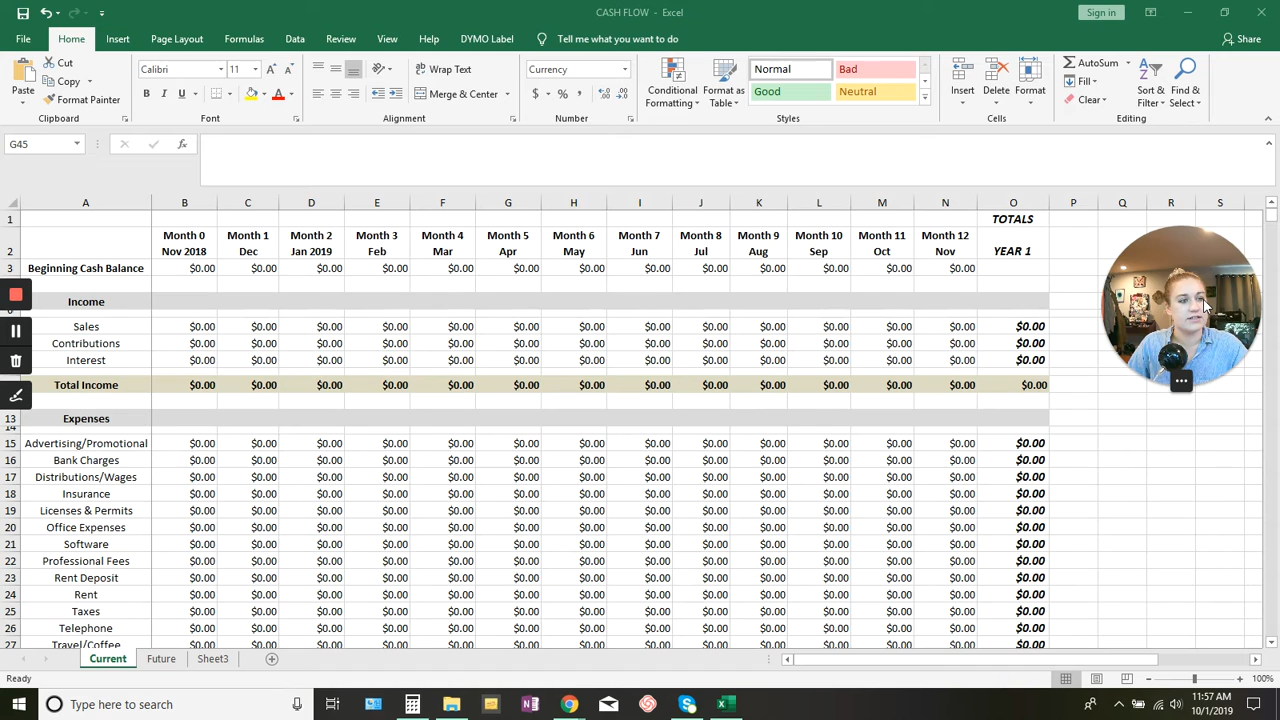 CASH FLOW - Excel
Sign in
File Home Insert Page Layout Formulas Data Review View Help DYMO Label Tell me what you want to do Share
Paste Cut Copy Format Painter Clipboard
Calibri 11 A A B I U A Font
Wrap Text Merge & Center Alignment
Currency $ % , Number
Conditional Formatting Format as Table Normal Bad Good Neutral Styles
Insert Delete Format Cells
AutoSum Fill Clear Sort & Filter Find & Select Editing
G45 fx
A B C D E F G H I J K L M N O P Q R S
1 TOTALS
Month 0 Month 1 Month 2 Month 3 Month 4 Month 5 Month 6 Month 7 Month 8 Month 9 Month 10 Month 11 Month 12
2 Nov 2018 Dec Jan 2019 Feb Mar Apr May Jun Jul Aug Sep Oct Nov YEAR 1
3 Beginning Cash Balance $0.00 $0.00 $0.00 $0.00 $0.00 $0.00 $0.00 $0.00 $0.00 $0.00 $0.00 $0.00 $0.00
Income
Sales $0.00 $0.00 $0.00 $0.00 $0.00 $0.00 $0.00 $0.00 $0.00 $0.00 $0.00 $0.00 $0.00 $0.00
Contributions $0.00 $0.00 $0.00 $0.00 $0.00 $0.00 $0.00 $0.00 $0.00 $0.00 $0.00 $0.00 $0.00 $0.00
Interest $0.00 $0.00 $0.00 $0.00 $0.00 $0.00 $0.00 $0.00 $0.00 $0.00 $0.00 $0.00 $0.00 $0.00
Total Income $0.00 $0.00 $0.00 $0.00 $0.00 $0.00 $0.00 $0.00 $0.00 $0.00 $0.00 $0.00 $0.00 $0.00
13 Expenses
14
15 Advertising/Promotional $0.00 $0.00 $0.00 $0.00 $0.00 $0.00 $0.00 $0.00 $0.00 $0.00 $0.00 $0.00 $0.00 $0.00
16 Bank Charges $0.00 $0.00 $0.00 $0.00 $0.00 $0.00 $0.00 $0.00 $0.00 $0.00 $0.00 $0.00 $0.00 $0.00
17 Distributions/Wages $0.00 $0.00 $0.00 $0.00 $0.00 $0.00 $0.00 $0.00 $0.00 $0.00 $0.00 $0.00 $0.00 $0.00
18 Insurance $0.00 $0.00 $0.00 $0.00 $0.00 $0.00 $0.00 $0.00 $0.00 $0.00 $0.00 $0.00 $0.00 $0.00
19 Licenses & Permits $0.00 $0.00 $0.00 $0.00 $0.00 $0.00 $0.00 $0.00 $0.00 $0.00 $0.00 $0.00 $0.00 $0.00
20 Office Expenses $0.00 $0.00 $0.00 $0.00 $0.00 $0.00 $0.00 $0.00 $0.00 $0.00 $0.00 $0.00 $0.00 $0.00
21 Software $0.00 $0.00 $0.00 $0.00 $0.00 $0.00 $0.00 $0.00 $0.00 $0.00 $0.00 $0.00 $0.00 $0.00
22 Professional Fees $0.00 $0.00 $0.00 $0.00 $0.00 $0.00 $0.00 $0.00 $0.00 $0.00 $0.00 $0.00 $0.00 $0.00
23 Rent Deposit $0.00 $0.00 $0.00 $0.00 $0.00 $0.00 $0.00 $0.00 $0.00 $0.00 $0.00 $0.00 $0.00 $0.00
24 Rent $0.00 $0.00 $0.00 $0.00 $0.00 $0.00 $0.00 $0.00 $0.00 $0.00 $0.00 $0.00 $0.00 $0.00
25 Taxes $0.00 $0.00 $0.00 $0.00 $0.00 $0.00 $0.00 $0.00 $0.00 $0.00 $0.00 $0.00 $0.00 $0.00
26 Telephone $0.00 $0.00 $0.00 $0.00 $0.00 $0.00 $0.00 $0.00 $0.00 $0.00 $0.00 $0.00 $0.00 $0.00
27 Travel/Coffee $0.00 $0.00 $0.00 $0.00 $0.00 $0.00 $0.00 $0.00 $0.00 $0.00 $0.00 $0.00 $0.00 $0.00
Current Future Sheet3
Ready 100%
Type here to search
11:57 AM
10/1/2019